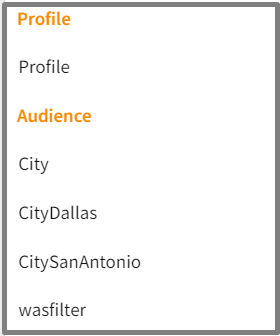 Profile
Profile
Audience
City
CityDallas
CitySanAntonio
wasfilter